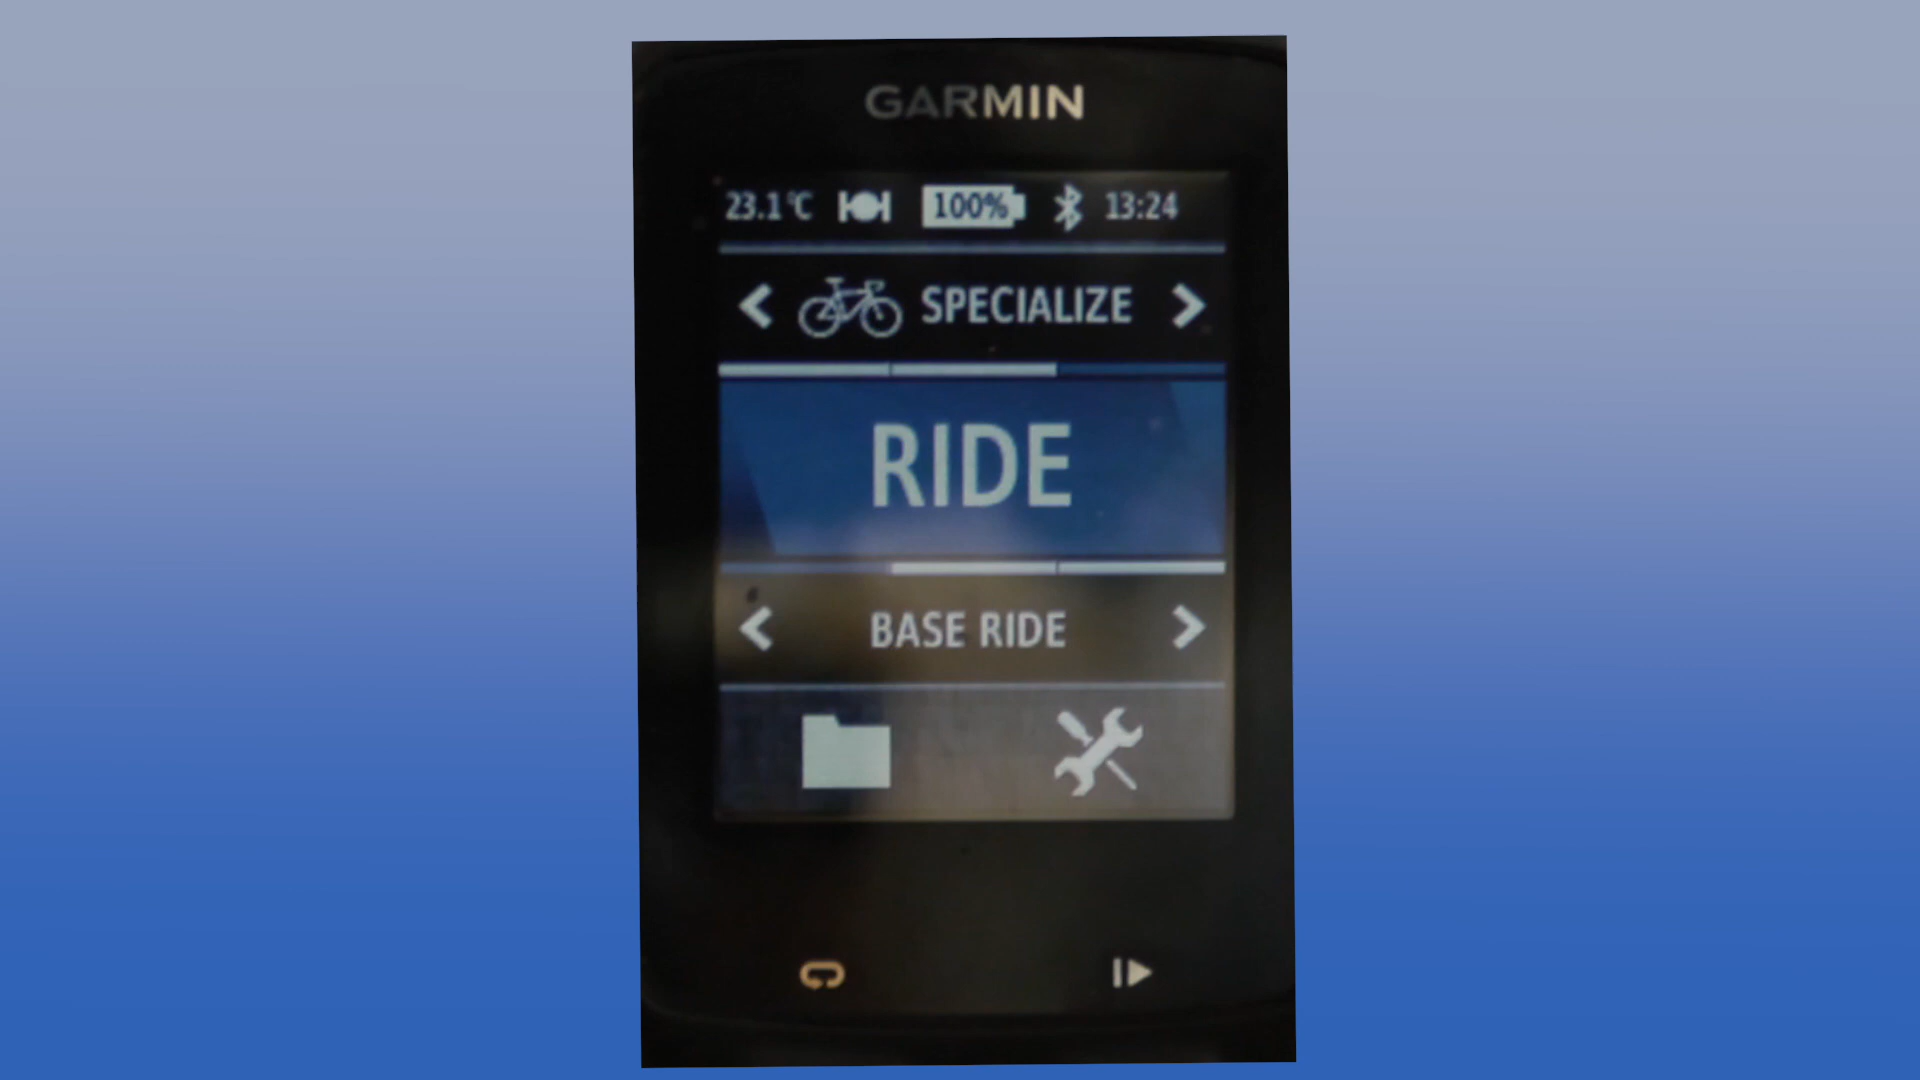 GARMIN
23.1°C 100% 13:24
SPECIALIZE
RIDE
BASE RIDE